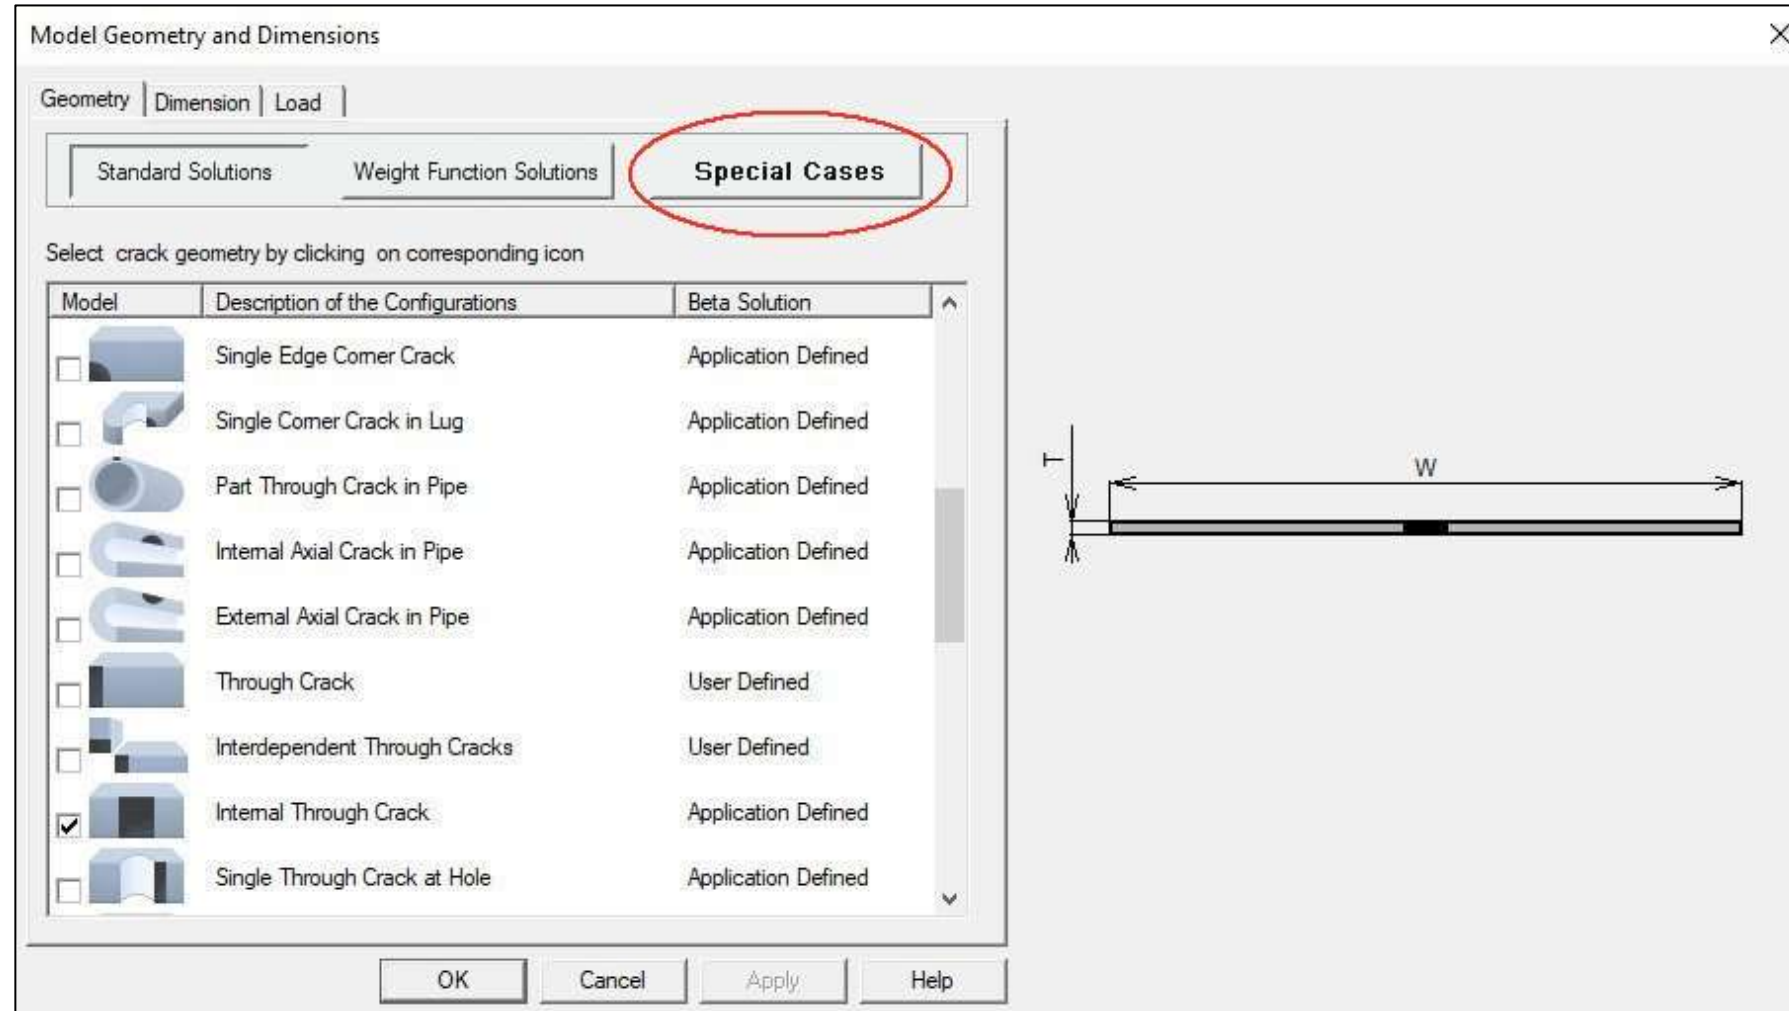 Model Geometry and Dimensions
Geometry Dimension Load
Standard Solutions Weight Function Solutions Special Cases
Select crack geometry by clicking on corresponding icon
Model Description of the Configurations Beta Solution
Single Edge Corner Crack Application Defined
Single Corner Crack in Lug Application Defined
Part Through Crack in Pipe Application Defined
Internal Axial Crack in Pipe Application Defined
External Axial Crack in Pipe Application Defined
Through Crack User Defined
Interdependent Through Cracks User Defined
Internal Through Crack Application Defined
Single Through Crack at Hole Application Defined
OK Cancel Apply Help
T
W